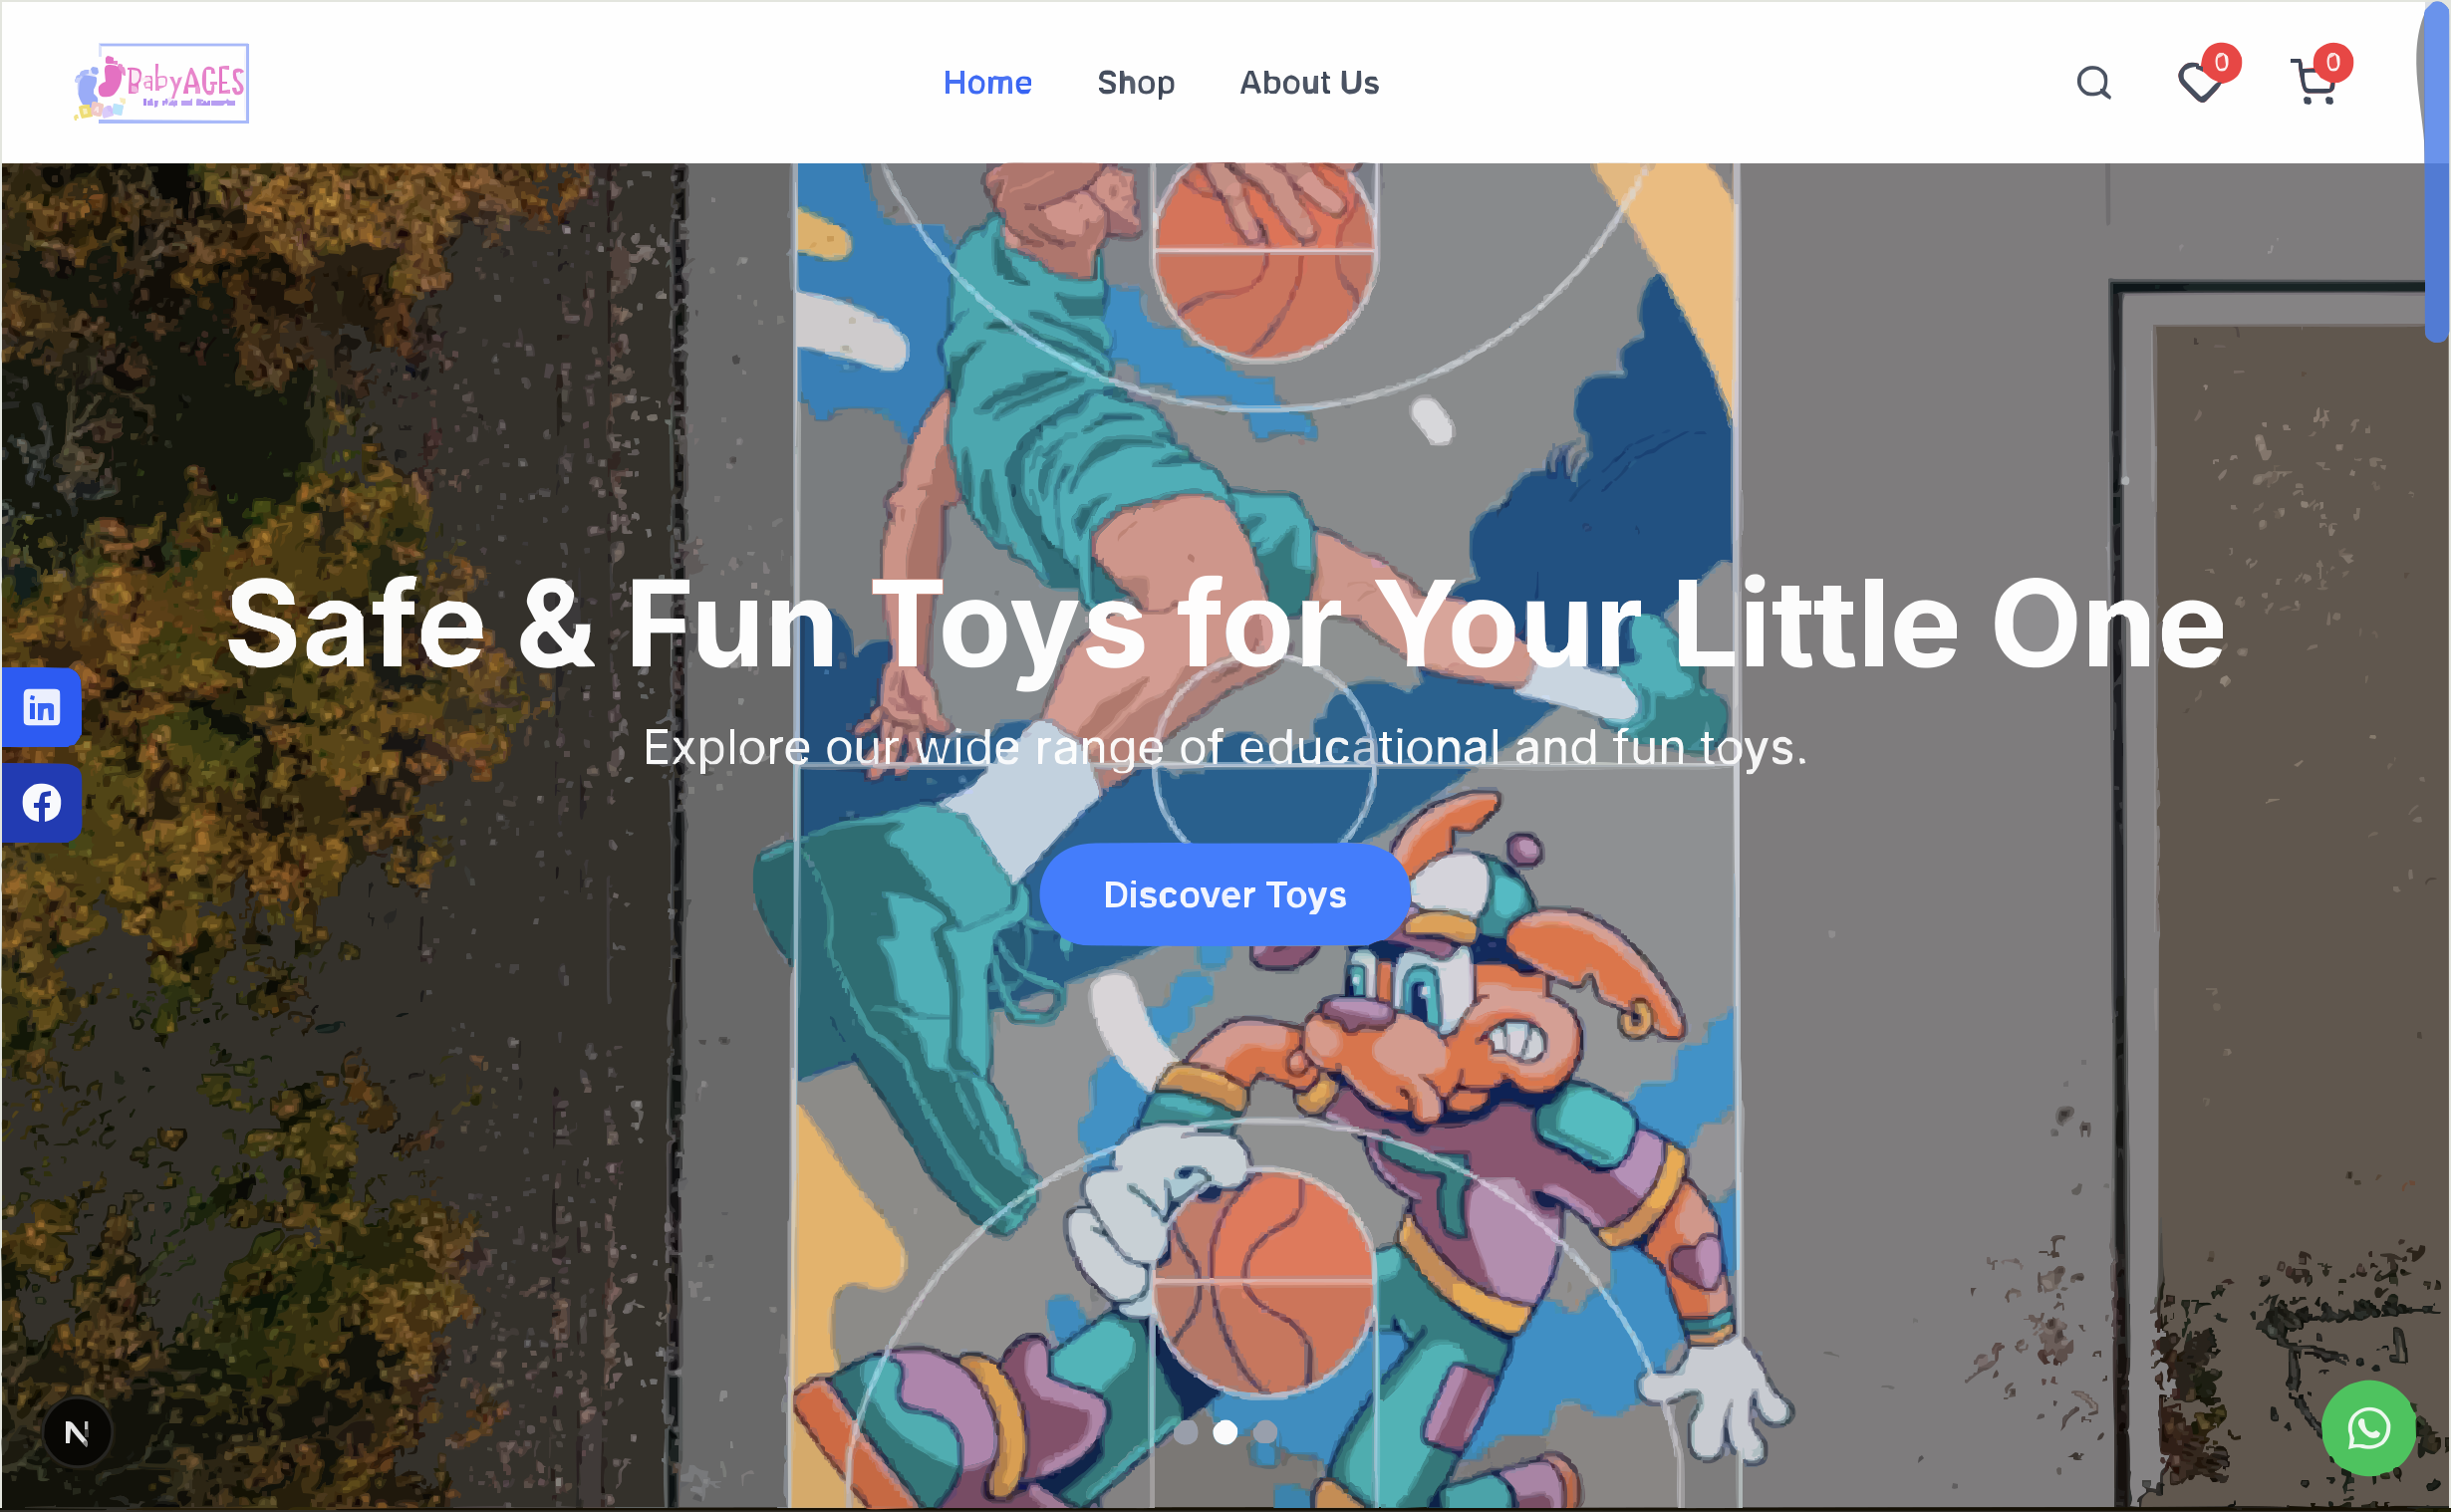 BabyAGES
Home
Shop
About Us
0
0
Safe & Fun Toys for Your Little One
Explore our wide range of educational and fun toys.
in
Discover Toys
N